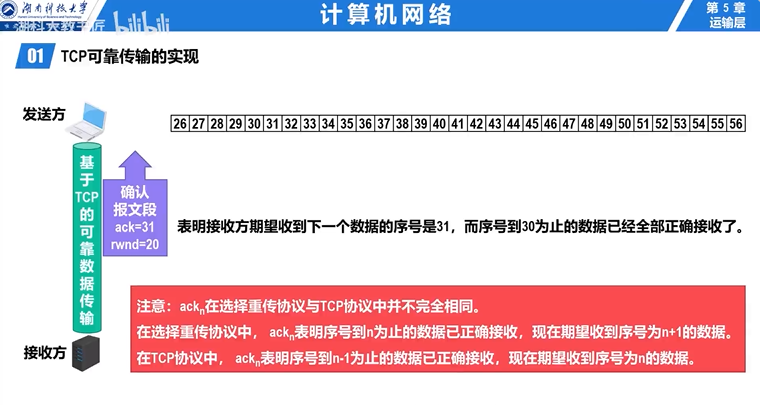 湖南科技大学
湖科大教书匠 bilibili
计算机网络
第 5 章
运输层
01 TCP可靠传输的实现
发送方
26 27 28 29 30 31 32 33 34 35 36 37 38 39 40 41 42 43 44 45 46 47 48 49 50 51 52 53 54 55 56
基于TCP的可靠数据传输
确认
报文段
ack=31
rwnd=20
表明接收方期望收到下一个数据的序号是31，而序号到30为止的数据已经全部正确接收了。
注意：ackn在选择重传协议与TCP协议中并不完全相同。
在选择重传协议中， ackn表明序号到n为止的数据已正确接收，现在期望收到序号为n+1的数据。
在TCP协议中， ackn表明序号到n-1为止的数据已正确接收，现在期望收到序号为n的数据。
接收方